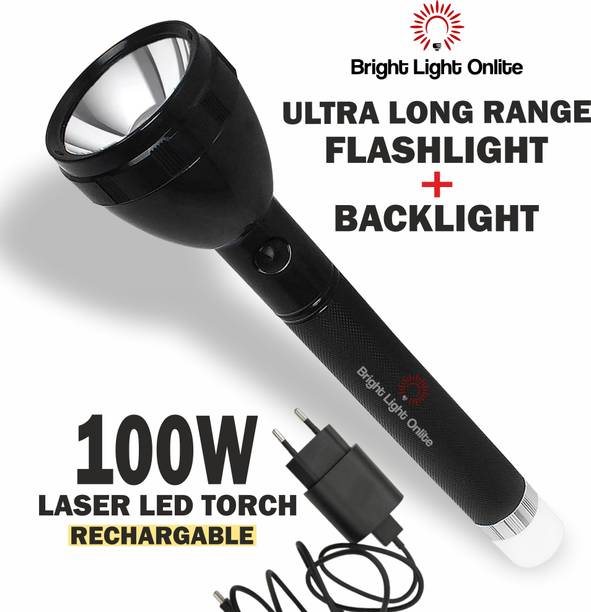 Bright Light Onlite
ULTRA LONG RANGE
FLASHLIGHT
+
BACKLIGHT
Bright Light Onlite
100W
LASER LED TORCH
RECHARGABLE